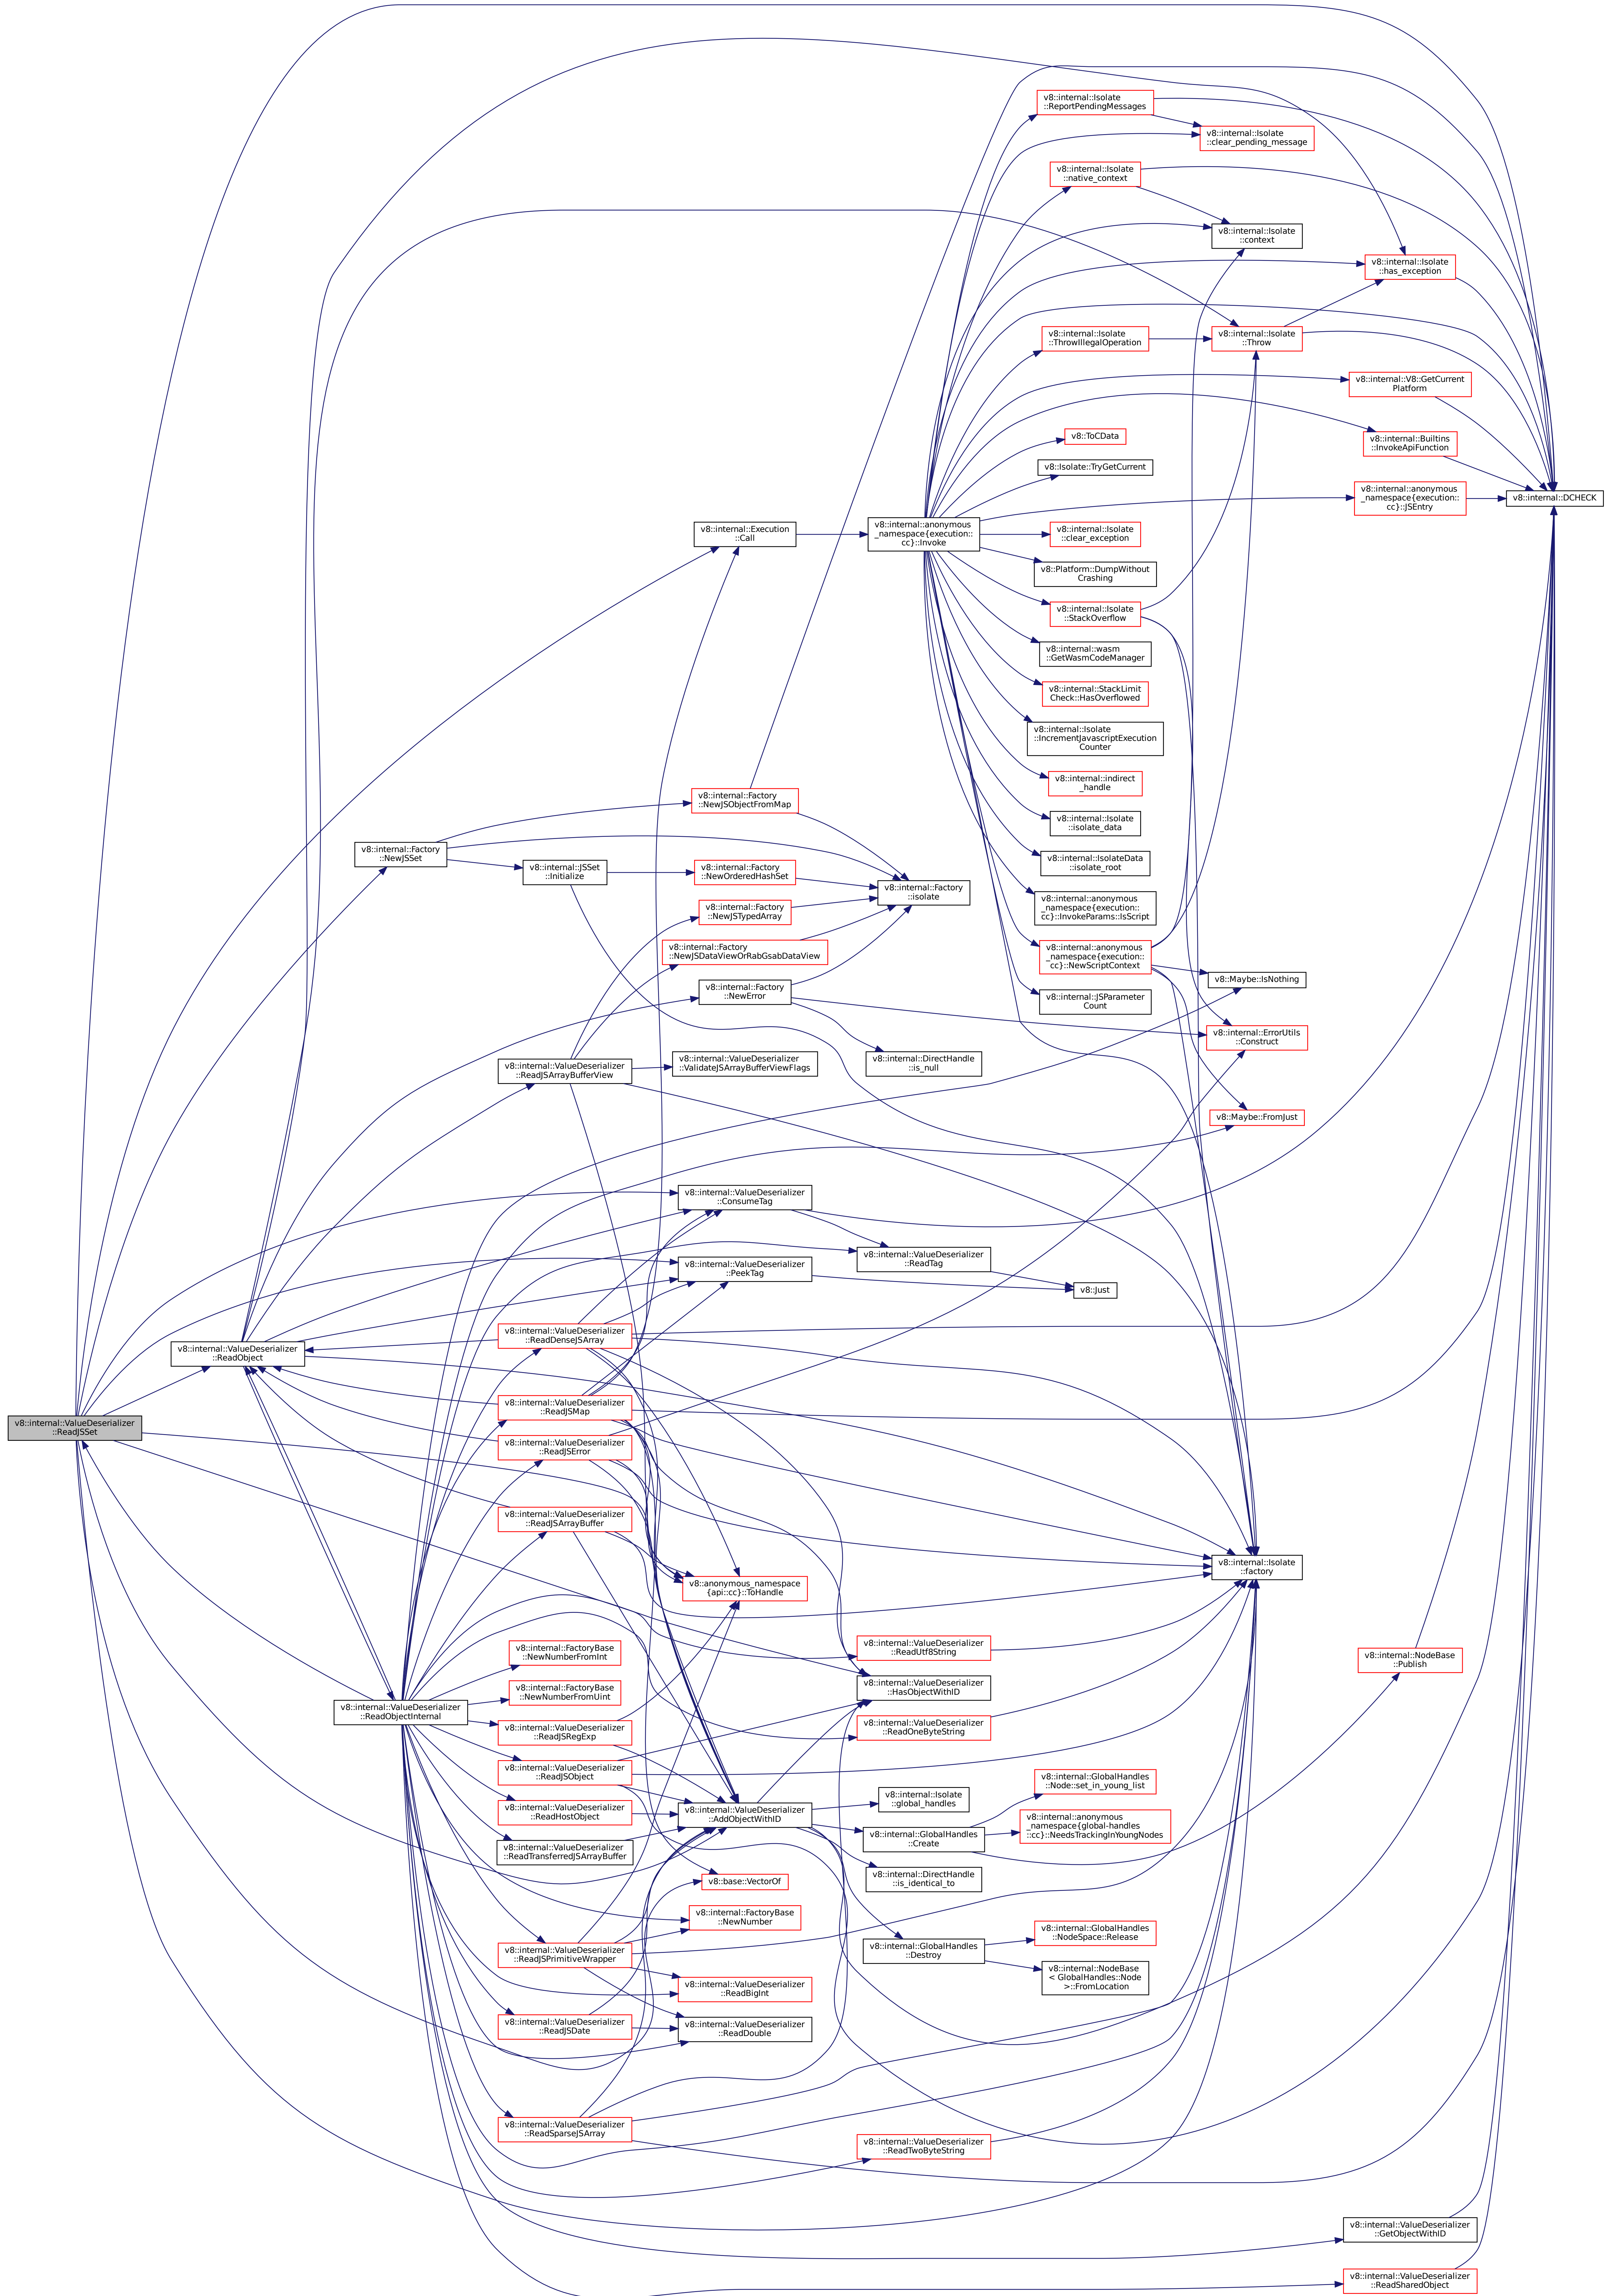 v8::internal::Isolate
::ReportPendingMessages
v8::internal::Isolate
::clear_pending_message
v8::internal::Isolate
::native_context
v8::internal::Isolate
::context
v8::internal::Isolate
::has_exception
v8::internal::Isolate
::ThrowIllegalOperation
v8::internal::Isolate
::Throw
v8::internal::V8::GetCurrent
Platform
v8::ToCData
v8::internal::Builtins
::InvokeApiFunction
v8::Isolate::TryGetCurrent
v8::internal::anonymous
_namespace{execution::
cc}::JSEntry
v8::internal::DCHECK
v8::internal::Execution
::Call
v8::internal::anonymous
_namespace{execution::
cc}::Invoke
v8::internal::Isolate
::clear_exception
v8::Platform::DumpWithout
Crashing
v8::internal::Isolate
::StackOverflow
v8::internal::wasm
::GetWasmCodeManager
v8::internal::StackLimit
Check::HasOverflowed
v8::internal::Isolate
::IncrementJavascriptExecution
Counter
v8::internal::indirect
_handle
v8::internal::Factory
::NewJSObjectFromMap
v8::internal::Isolate
::isolate_data
v8::internal::Factory
::NewJSSet
v8::internal::JSSet
::Initialize
v8::internal::Factory
::NewOrderedHashSet
v8::internal::IsolateData
::isolate_root
v8::internal::Factory
::isolate
v8::internal::Factory
::NewJSTypedArray
v8::internal::anonymous
_namespace{execution::
cc}::InvokeParams::IsScript
v8::internal::Factory
::NewJSDataViewOrRabGsabDataView
v8::internal::anonymous
_namespace{execution::
cc}::NewScriptContext
v8::Maybe::IsNothing
v8::internal::Factory
::NewError
v8::internal::JSParameter
Count
v8::internal::ErrorUtils
::Construct
v8::internal::ValueDeserializer
::ReadJSArrayBufferView
v8::internal::ValueDeserializer
::ValidateJSArrayBufferViewFlags
v8::internal::DirectHandle
::is_null
v8::Maybe::FromJust
v8::internal::ValueDeserializer
::ConsumeTag
v8::internal::ValueDeserializer
::ReadTag
v8::internal::ValueDeserializer
::PeekTag
v8::Just
v8::internal::ValueDeserializer
::ReadDenseJSArray
v8::internal::ValueDeserializer
::ReadObject
v8::internal::ValueDeserializer
::ReadJSMap
v8::internal::ValueDeserializer
::ReadJSSet
v8::internal::ValueDeserializer
::ReadJSError
v8::internal::ValueDeserializer
::ReadJSArrayBuffer
v8::internal::Isolate
::factory
v8::anonymous_namespace
{api::cc}::ToHandle
v8::internal::ValueDeserializer
::ReadUtf8String
v8::internal::FactoryBase
::NewNumberFromInt
v8::internal::NodeBase
::Publish
v8::internal::FactoryBase
::NewNumberFromUint
v8::internal::ValueDeserializer
::HasObjectWithID
v8::internal::ValueDeserializer
::ReadObjectInternal
v8::internal::ValueDeserializer
::ReadJSRegExp
v8::internal::ValueDeserializer
::ReadOneByteString
v8::internal::ValueDeserializer
::ReadJSObject
v8::internal::GlobalHandles
::Node::set_in_young_list
v8::internal::Isolate
::global_handles
v8::internal::ValueDeserializer
::ReadHostObject
v8::internal::ValueDeserializer
::AddObjectWithID
v8::internal::anonymous
_namespace{global-handles
::cc}::NeedsTrackingInYoungNodes
v8::internal::GlobalHandles
::Create
v8::internal::ValueDeserializer
::ReadTransferredJSArrayBuffer
v8::internal::DirectHandle
::is_identical_to
v8::base::VectorOf
v8::internal::FactoryBase
::NewNumber
v8::internal::GlobalHandles
::NodeSpace::Release
v8::internal::GlobalHandles
::Destroy
v8::internal::ValueDeserializer
::ReadJSPrimitiveWrapper
v8::internal::NodeBase
< GlobalHandles::Node
>::FromLocation
v8::internal::ValueDeserializer
::ReadBigInt
v8::internal::ValueDeserializer
::ReadJSDate
v8::internal::ValueDeserializer
::ReadDouble
v8::internal::ValueDeserializer
::ReadSparseJSArray
v8::internal::ValueDeserializer
::ReadTwoByteString
v8::internal::ValueDeserializer
::GetObjectWithID
v8::internal::ValueDeserializer
::ReadSharedObject